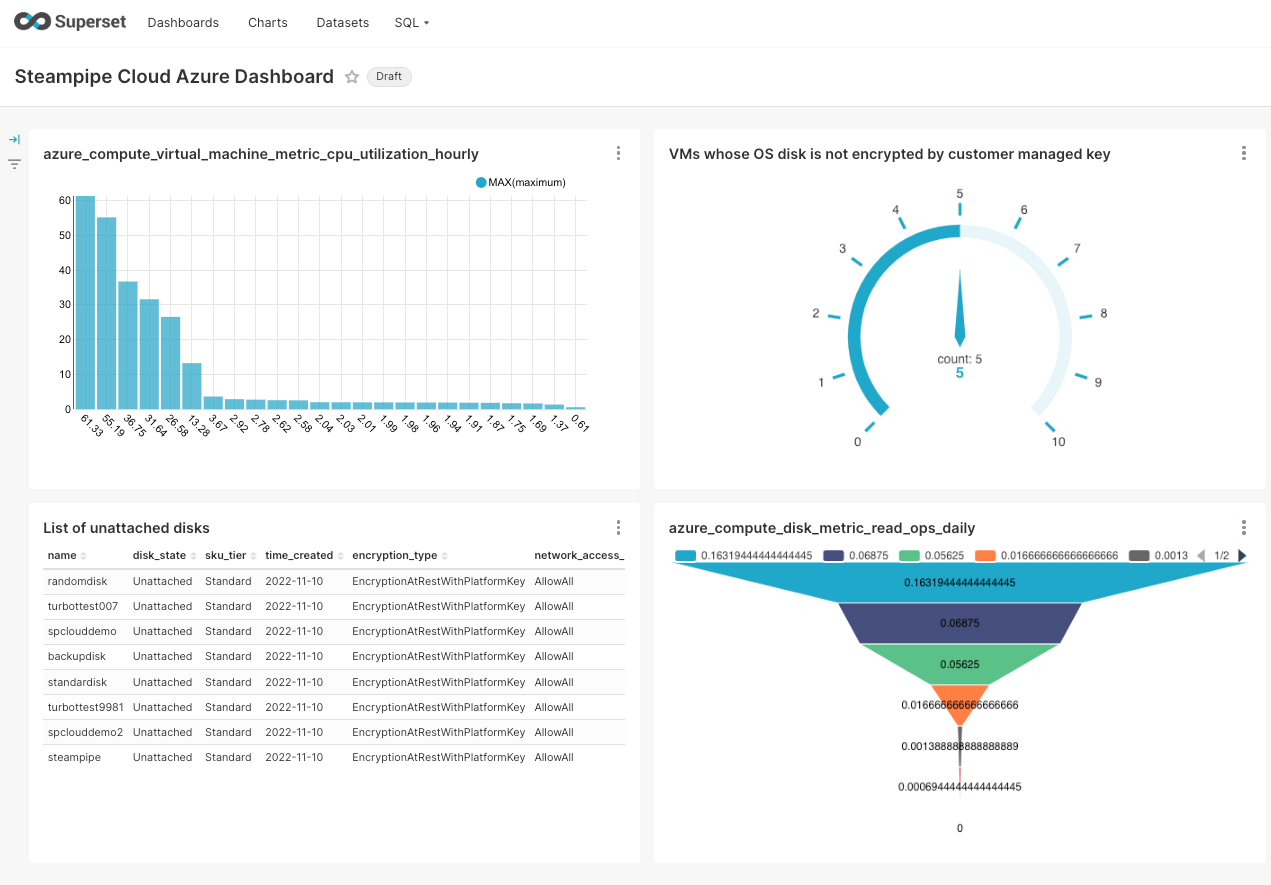 Superset Dashboards Charts Datasets SQL
Steampipe Cloud Azure Dashboard Draft
azure_compute_virtual_machine_metric_cpu_utilization_hourly
MAX(maximum)
60
50
40
30
20
10
0
61.33 55.19 36.75 31.64 26.58 13.28 3.67 2.92 2.78 2.62 2.58 2.04 2.03 2.01 1.99 1.98 1.96 1.94 1.91 1.87 1.75 1.69 1.37 0.61
VMs whose OS disk is not encrypted by customer managed key
5
4 6
3 7
2 8
count: 5
5
1 9
0 10
List of unattached disks
name disk_state sku_tier time_created encryption_type network_access_
randomdisk Unattached Standard 2022-11-10 EncryptionAtRestWithPlatformKey AllowAll
turbottest007 Unattached Standard 2022-11-10 EncryptionAtRestWithPlatformKey AllowAll
spclouddemo Unattached Standard 2022-11-10 EncryptionAtRestWithPlatformKey AllowAll
backupdisk Unattached Standard 2022-11-10 EncryptionAtRestWithPlatformKey AllowAll
standardisk Unattached Standard 2022-11-10 EncryptionAtRestWithPlatformKey AllowAll
turbottest9981 Unattached Standard 2022-11-10 EncryptionAtRestWithPlatformKey AllowAll
spclouddemo2 Unattached Standard 2022-11-10 EncryptionAtRestWithPlatformKey AllowAll
steampipe Unattached Standard 2022-11-10 EncryptionAtRestWithPlatformKey AllowAll
azure_compute_disk_metric_read_ops_daily
0.16319444444444445 0.06875 0.05625 0.016666666666666666 0.0013 1/2
0.16319444444444445
0.06875
0.05625
0.016666666666666666
0.001388888888888889
0.0006944444444444445
0